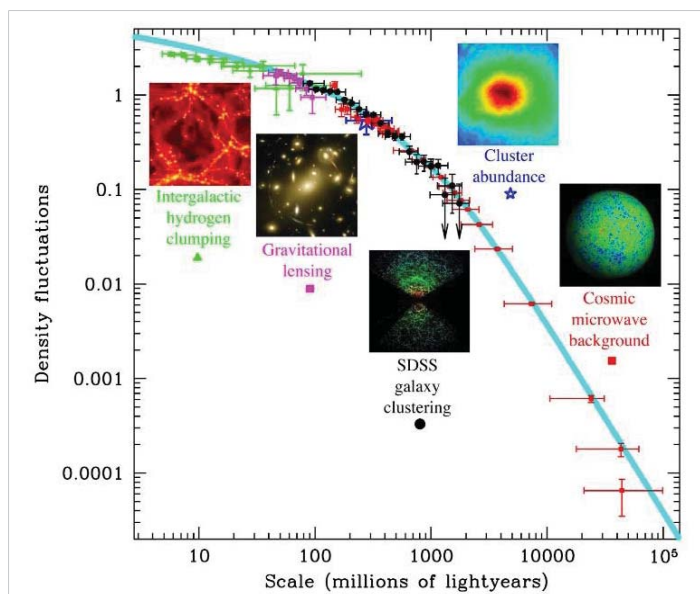 Density fluctuations
1
0.1
0.01
0.001
0.0001
Intergalactic
hydrogen
clumping
Gravitational
lensing
SDSS
galaxy
clustering
Cluster
abundance
Cosmic
microwave
background
10
100
1000
10000
10⁵
Scale (millions of lightyears)